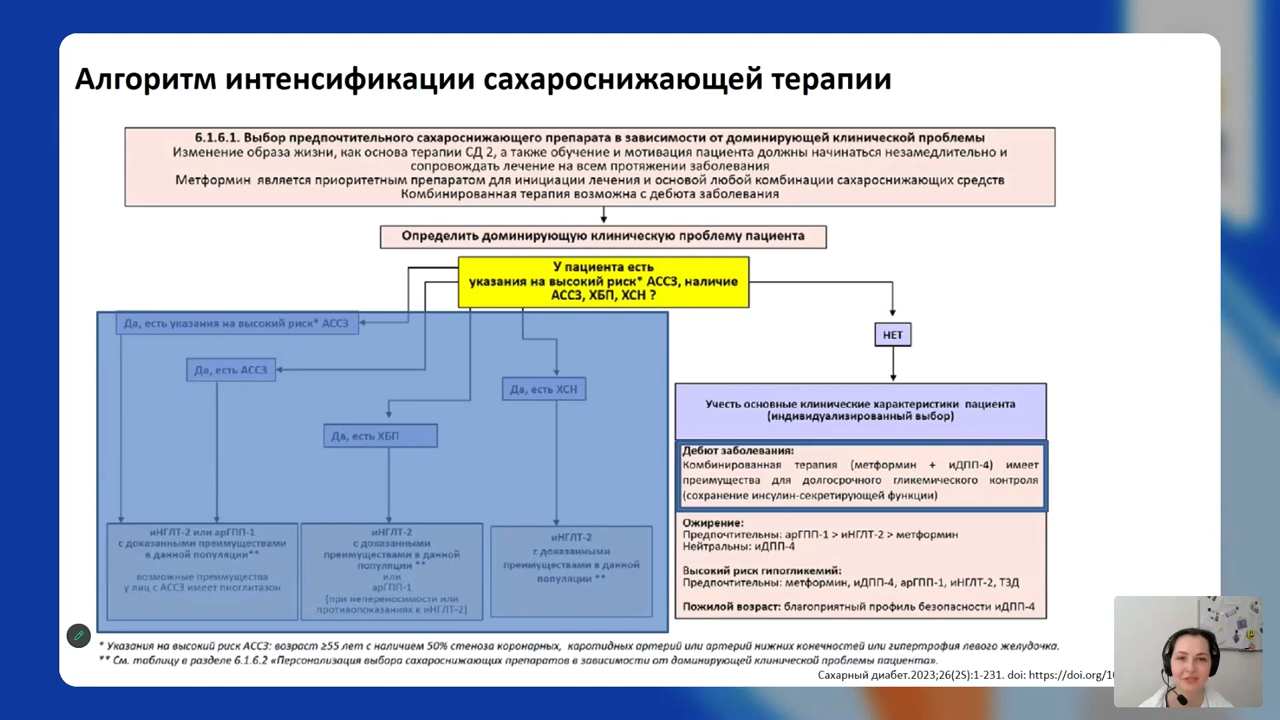 Алгоритм интенсификации сахароснижающей терапии
6.1.6.1. Выбор предпочтительного сахароснижающего препарата в зависимости от доминирующей клинической проблемы
Изменение образа жизни, как основа терапии СД 2, а также обучение и мотивация пациента должны начинаться незамедлительно и
сопровождать лечение на всем протяжении заболевания
Метформин является приоритетным препаратом для инициации лечения и основой любой комбинации сахароснижающих средств
Комбинированная терапия возможна с дебюта заболевания
Определить доминирующую клиническую проблему пациента
У пациента есть
указания на высокий риск* АССЗ, наличие
АССЗ, ХБП, ХСН ?
Да, есть указания на высокий риск* АССЗ
НЕТ
Да, есть АССЗ
Да, есть ХСН
Да, есть ХБП
иНГЛТ-2 или арГПП-1
с доказанными преимуществами
в данной популяции**
возможные преимущества
у лиц с АССЗ имеет пиоглитазон
иНГЛТ-2
с доказанными
преимуществами в данной
популяции **
или
арГПП-1
(при непереносимости или
противопоказаниях к иНГЛТ-2)
иНГЛТ-2
с доказанными
преимуществами в данной
популяции **
Учесть основные клинические характеристики пациента
(индивидуализированный выбор)
Дебют заболевания:
Комбинированная терапия (метформин + иДПП-4) имеет
преимущества для долгосрочного гликемического контроля
(сохранение инсулин-секретирующей функции)
Ожирение:
Предпочтительны: арГПП-1 > иНГЛТ-2 > метформин
Нейтральны: иДПП-4
Высокий риск гипогликемий:
Предпочтительны: метформин, иДПП-4, арГПП-1, иНГЛТ-2, ТЗД
Пожилой возраст: благоприятный профиль безопасности иДПП-4
* Указания на высокий риск АССЗ: возраст ≥55 лет с наличием 50% стеноза коронарных, каротидных артерий или артерий нижних конечностей или гипертрофия левого желудочка.
** См. таблицу в разделе 6.1.6.2 «Персонализация выбора сахароснижающих препаратов в зависимости от доминирующей клинической проблемы пациента».
Сахарный диабет.2023;26(2S):1-231. doi: https://doi.org/10